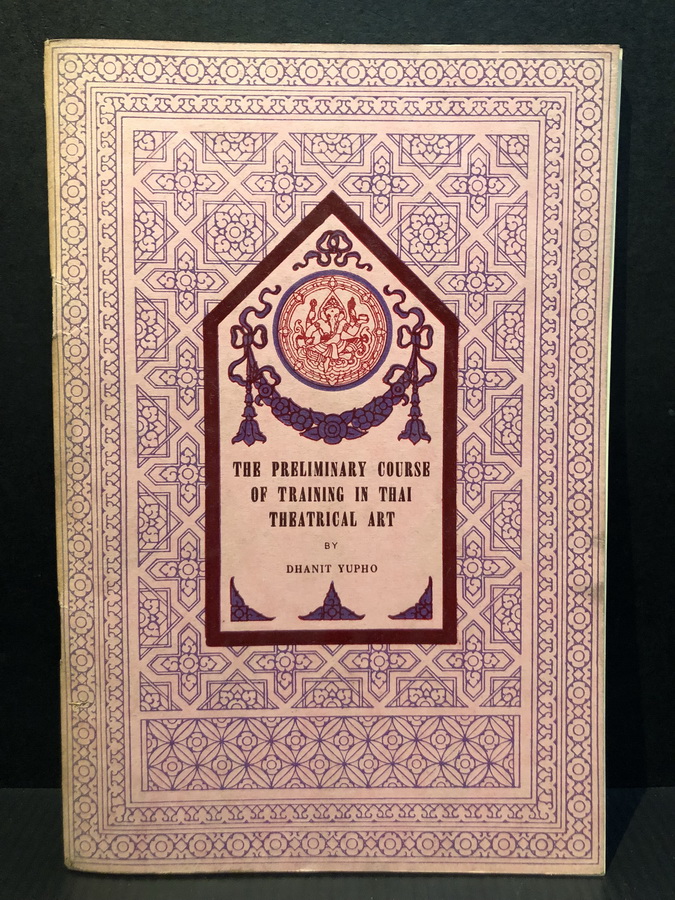 THE PRELIMINARY COURSE
OF TRAINING IN THAI
THEATRICAL ART
BY
DHANIT YUPHO